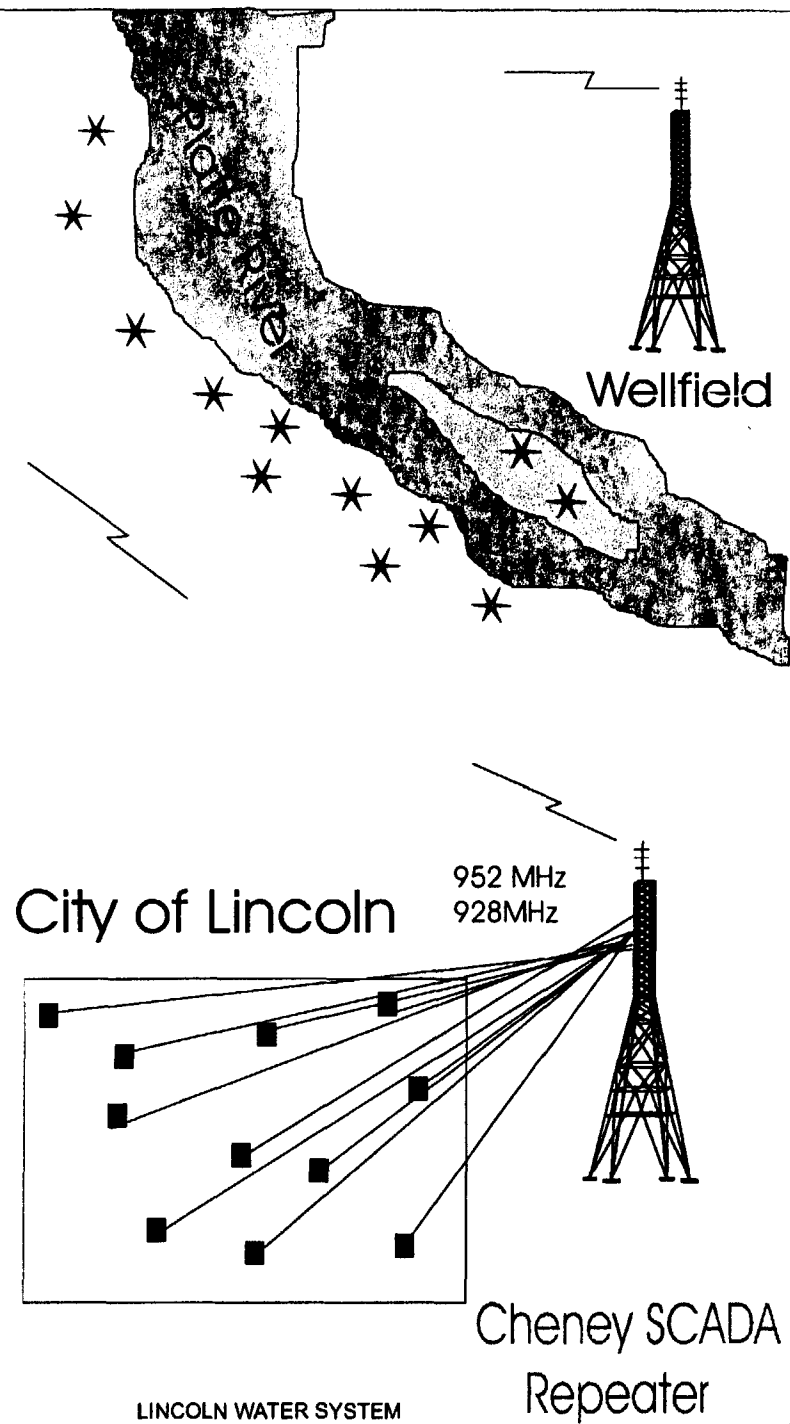 Platte River
Wellfield
City of Lincoln
952 MHz
928MHz
Cheney SCADA
Repeater
LINCOLN WATER SYSTEM